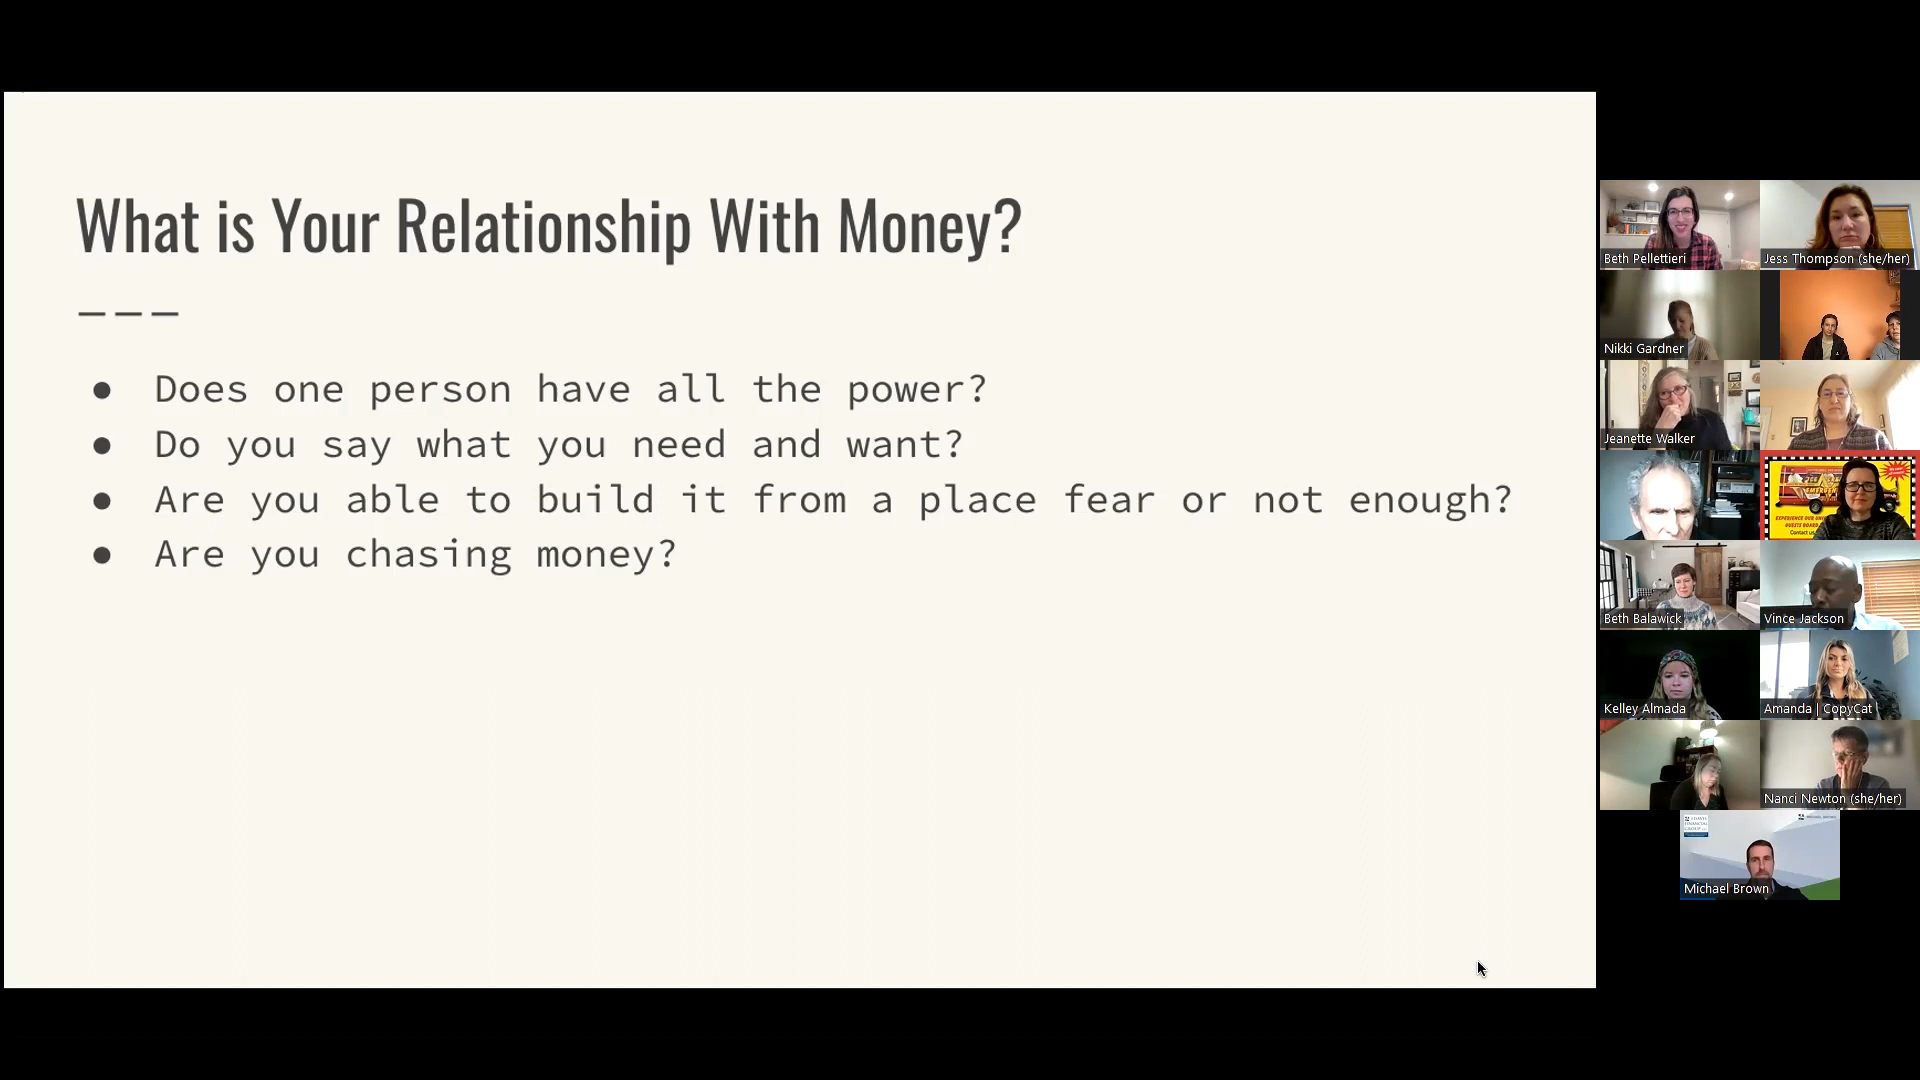 What is Your Relationship With Money?
● Does one person have all the power?
● Do you say what you need and want?
● Are you able to build it from a place fear or not enough?
● Are you chasing money?
Beth Pellettieri
Jess Thompson (she/her)
Nikki Gardner
Jeanette Walker
Beth Balawick
Vince Jackson
Kelley Almada
Amanda | CopyCat
Nanci Newton (she/her)
Michael Brown